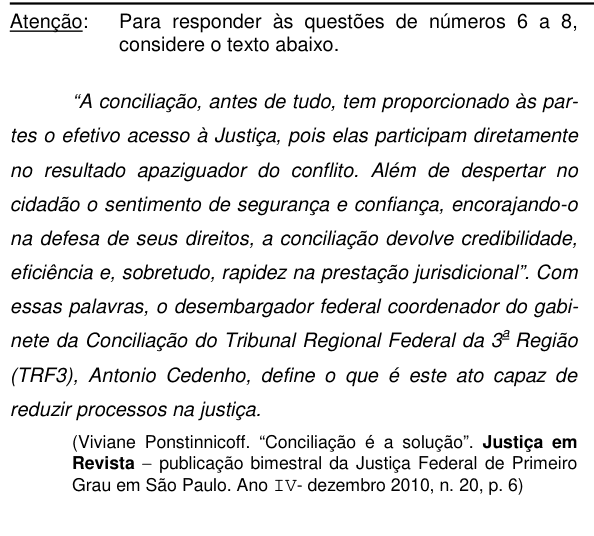 Atenção: Para responder às questões de números 6 a 8,
considere o texto abaixo.
“A conciliação, antes de tudo, tem proporcionado às par-
tes o efetivo acesso à Justiça, pois elas participam diretamente
no resultado apaziguador do conflito. Além de despertar no
cidadão o sentimento de segurança e confiança, encorajando-o
na defesa de seus direitos, a conciliação devolve credibilidade,
eficiência e, sobretudo, rapidez na prestação jurisdicional”. Com
essas palavras, o desembargador federal coordenador do gabi-
nete da Conciliação do Tribunal Regional Federal da 3ª Região
(TRF3), Antonio Cedenho, define o que é este ato capaz de
reduzir processos na justiça.
(Viviane Ponstinnicoff. “Conciliação é a solução”. Justiça em
Revista – publicação bimestral da Justiça Federal de Primeiro
Grau em São Paulo. Ano IV- dezembro 2010, n. 20, p. 6)